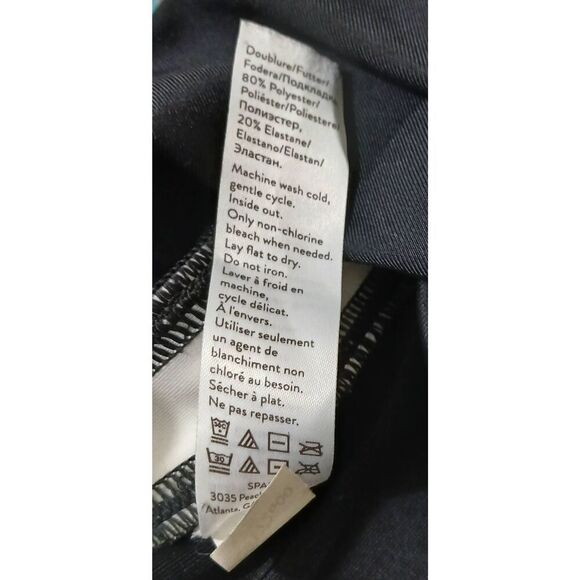 Doublure/Futter/
Fodera/Подкладка
80% Polyester/
Poliéster/Poliestere/
Полиэстер,
20% Elastane/
Elastano/Elastan/
Эластан.
Machine wash cold,
gentle cycle.
Inside out.
Only non-chlorine
bleach when needed.
Lay flat to dry.
Do not iron.
Laver à froid en
machine,
cycle délicat.
À l'envers.
Utiliser seulement
un agent de
blanchiment non
chloré au besoin.
Sécher à plat.
Ne pas repasser.
30
SPA
3035 Peac
Atlanta, G